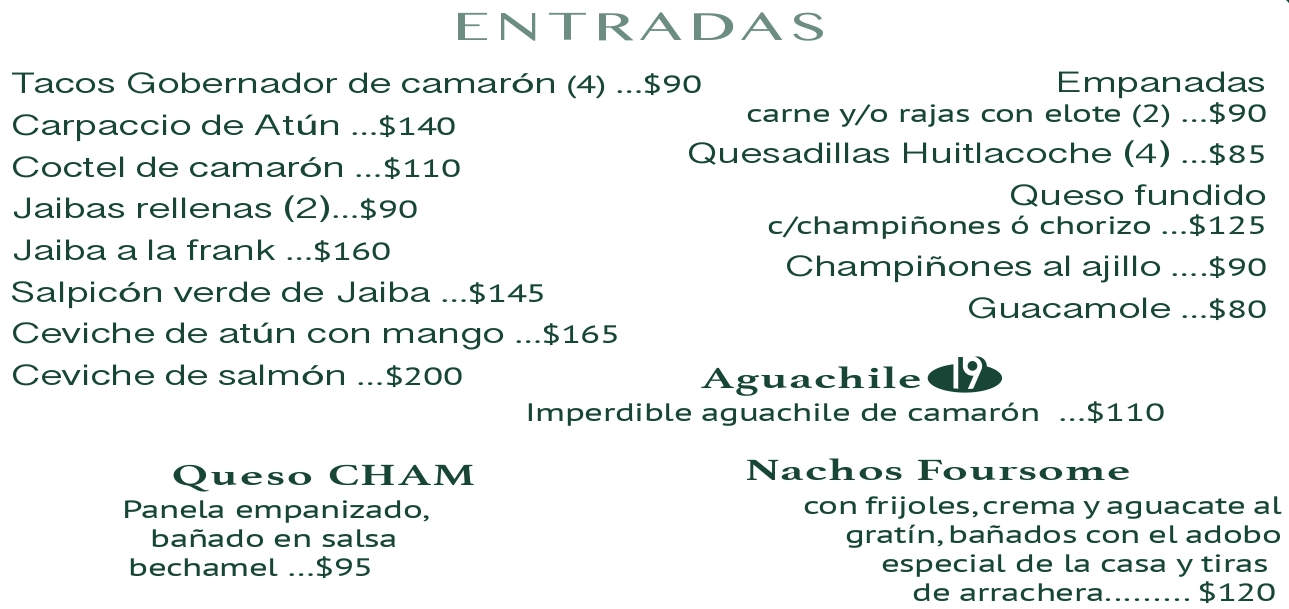 ENTRADAS
Tacos Gobernador de camarón (4) ...$90
Carpaccio de Atún ...$140
Coctel de camarón ...$110
Jaibas rellenas (2)...$90
Jaiba a la frank ...$160
Salpicón verde de Jaiba ...$145
Ceviche de atún con mango ...$165
Ceviche de salmón ...$200
Empanadas
carne y/o rajas con elote (2) ...$90
Quesadillas Huitlacoche (4) ...$85
Queso fundido
c/champiñones ó chorizo ...$125
Champiñones al ajillo ....$90
Guacamole ...$80
Aguachile 19
Imperdible aguachile de camarón ...$110
Queso CHAM
Panela empanizado,
bañado en salsa
bechamel ...$95
Nachos Foursome
con frijoles, crema y aguacate al
gratín, bañados con el adobo
especial de la casa y tiras
de arrachera......... $120